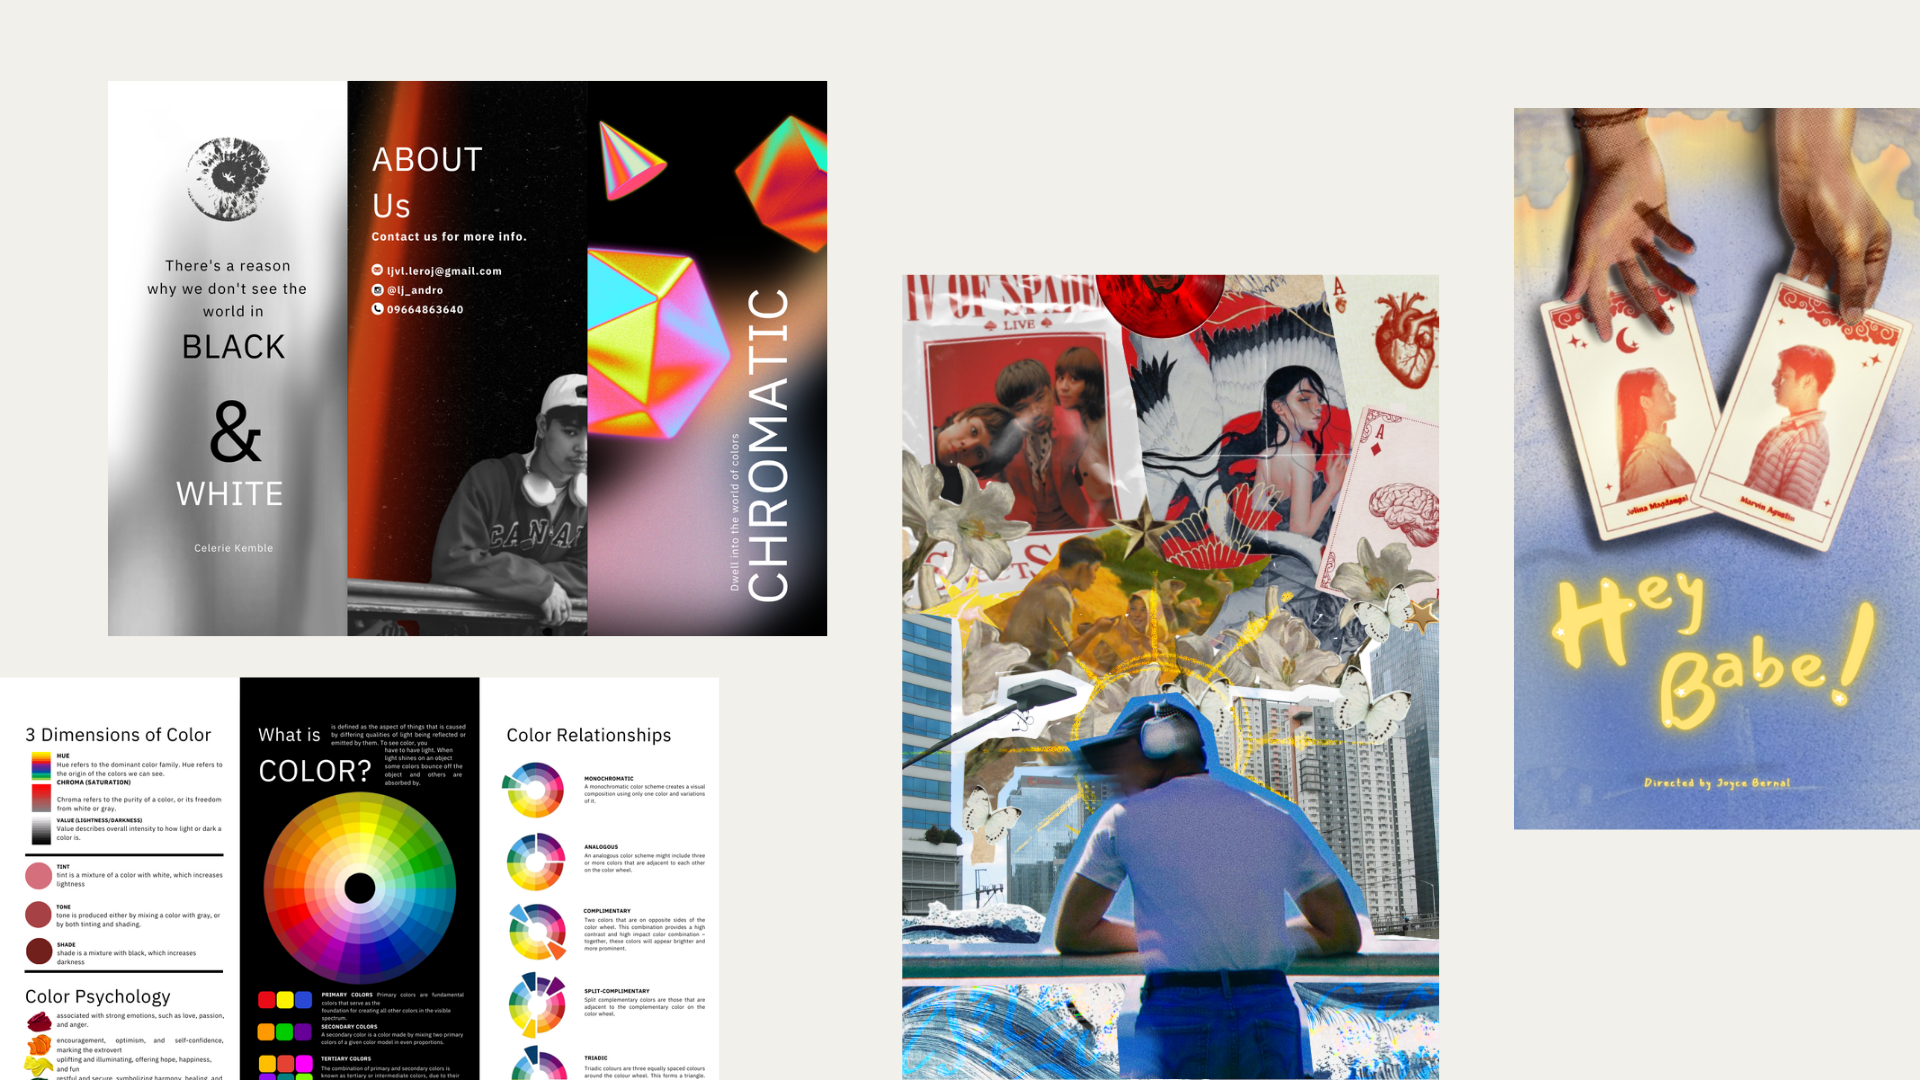 There's a reason
why we don't see the
world in
BLACK
&
WHITE
Celerie Kemble
ABOUT
Us
Contact us for more info.
ljvl.leroj@gmail.com
@lj_andro
09664863640
CANA
Dwell into the world of colors
CHROMATIC
3 Dimensions of Color
HUE
Hue refers to the dominant color family. Hue refers to
the origin of the colors we can see.
CHROMA (SATURATION)
Chroma refers to the purity of a color, or its freedom
from white or gray.
VALUE (LIGHTNESS/DARKNESS)
Value describes overall intensity to how light or dark a
color is.
TINT
tint is a mixture of a color with white, which increases
lightness
TONE
tone is produced either by mixing a color with gray, or
by both tinting and shading.
SHADE
shade is a mixture with black, which increases
darkness
Color Psychology
associated with strong emotions, such as love, passion,
and anger.
encouragement, optimism, and self-confidence,
marking the extrovert
uplifting and illuminating, offering hope, happiness,
and fun
restful and secure, symbolizing harmony, healing, and
What is
COLOR?
is defined as the aspect of things that is caused
by differing qualities of light being reflected or
emitted by them. To see color, you
have to have light. When
light shines on an object
some colors bounce off the
object and others are
absorbed by.
PRIMARY COLORS Primary colors are fundamental
colors that serve as the
foundation for creating all other colors in the visible
spectrum.
SECONDARY COLORS
A secondary color is a color made by mixing two primary
colors of a given color model in even proportions.
TERTIARY COLORS
The combination of primary and secondary colors is
known as tertiary or intermediate colors, due to their
Color Relationships
MONOCHROMATIC
A monochromatic color scheme creates a visual
composition using only one color and variations
of it.
ANALOGOUS
An analogous color scheme might include three
or more colors that are adjacent to each other
on the color wheel.
COMPLIMENTARY
Two colors that are on opposite sides of the
color wheel. This combination provides a high
contrast and high impact color combination –
together, these colors will appear brighter and
more prominent.
SPLIT-COMPLIMENTARY
Split complementary colors are those that are
adjacent to the complementary color on the
color wheel.
TRIADIC
Triadic colours are three equally spaced colours
around the colour wheel. This forms a triangle.
IV OF SPADE
LIVE
A
A
Jolina Magdangal
Marvin Agustin
Hey
Babe!
Directed by Joyce Bernal